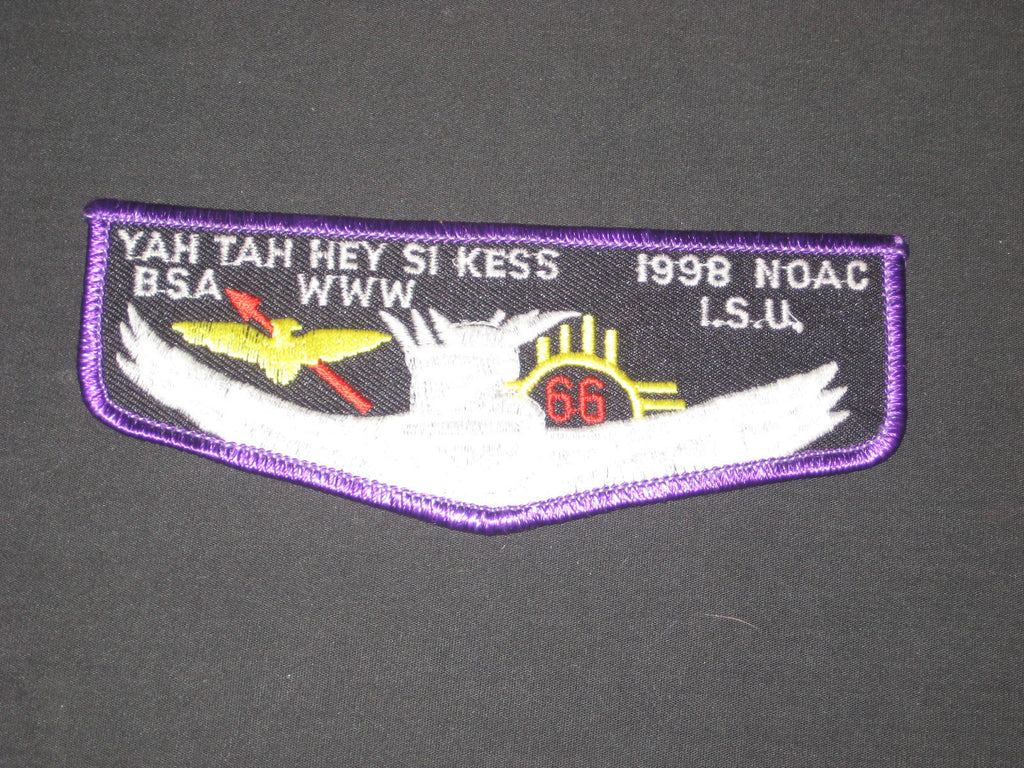 YAH TAH HEY SI KESS 1998 NOAC
BSA WWW I.S.U.
66